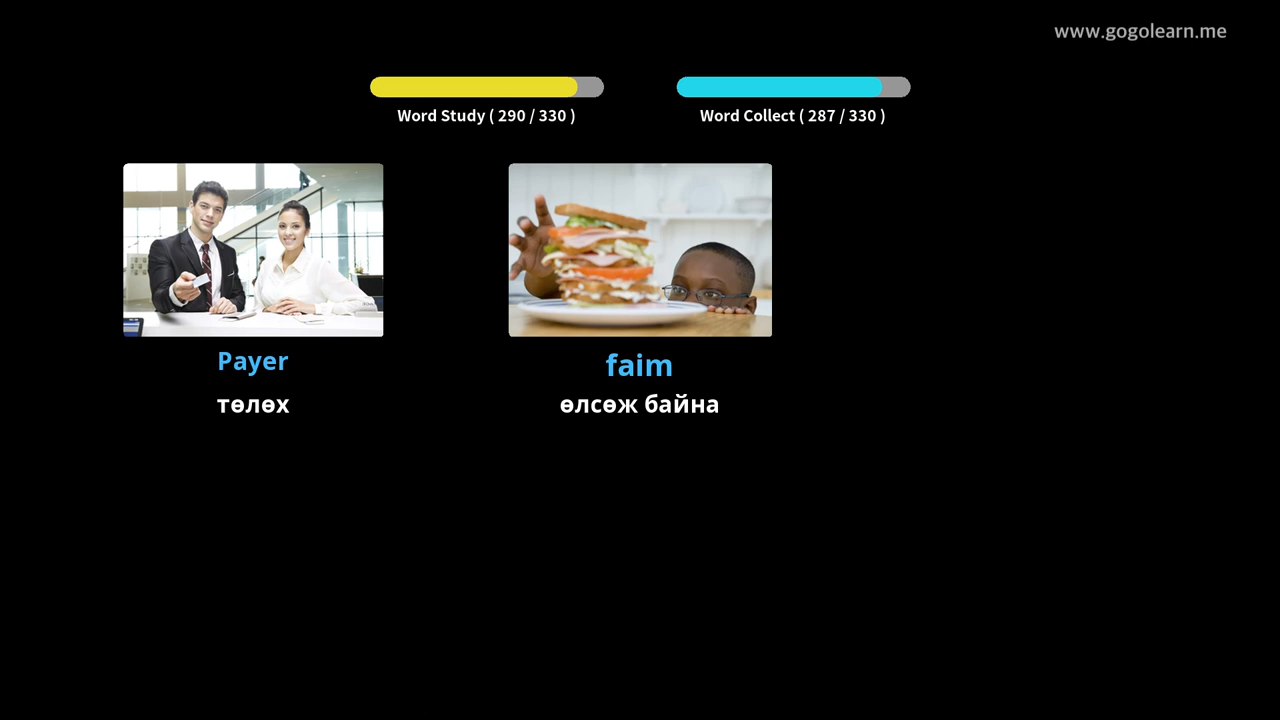 www.gogolearn.me
Word Study ( 290 / 330 )
Word Collect ( 287 / 330 )
Payer
төлөх
faim
өлсөж байна